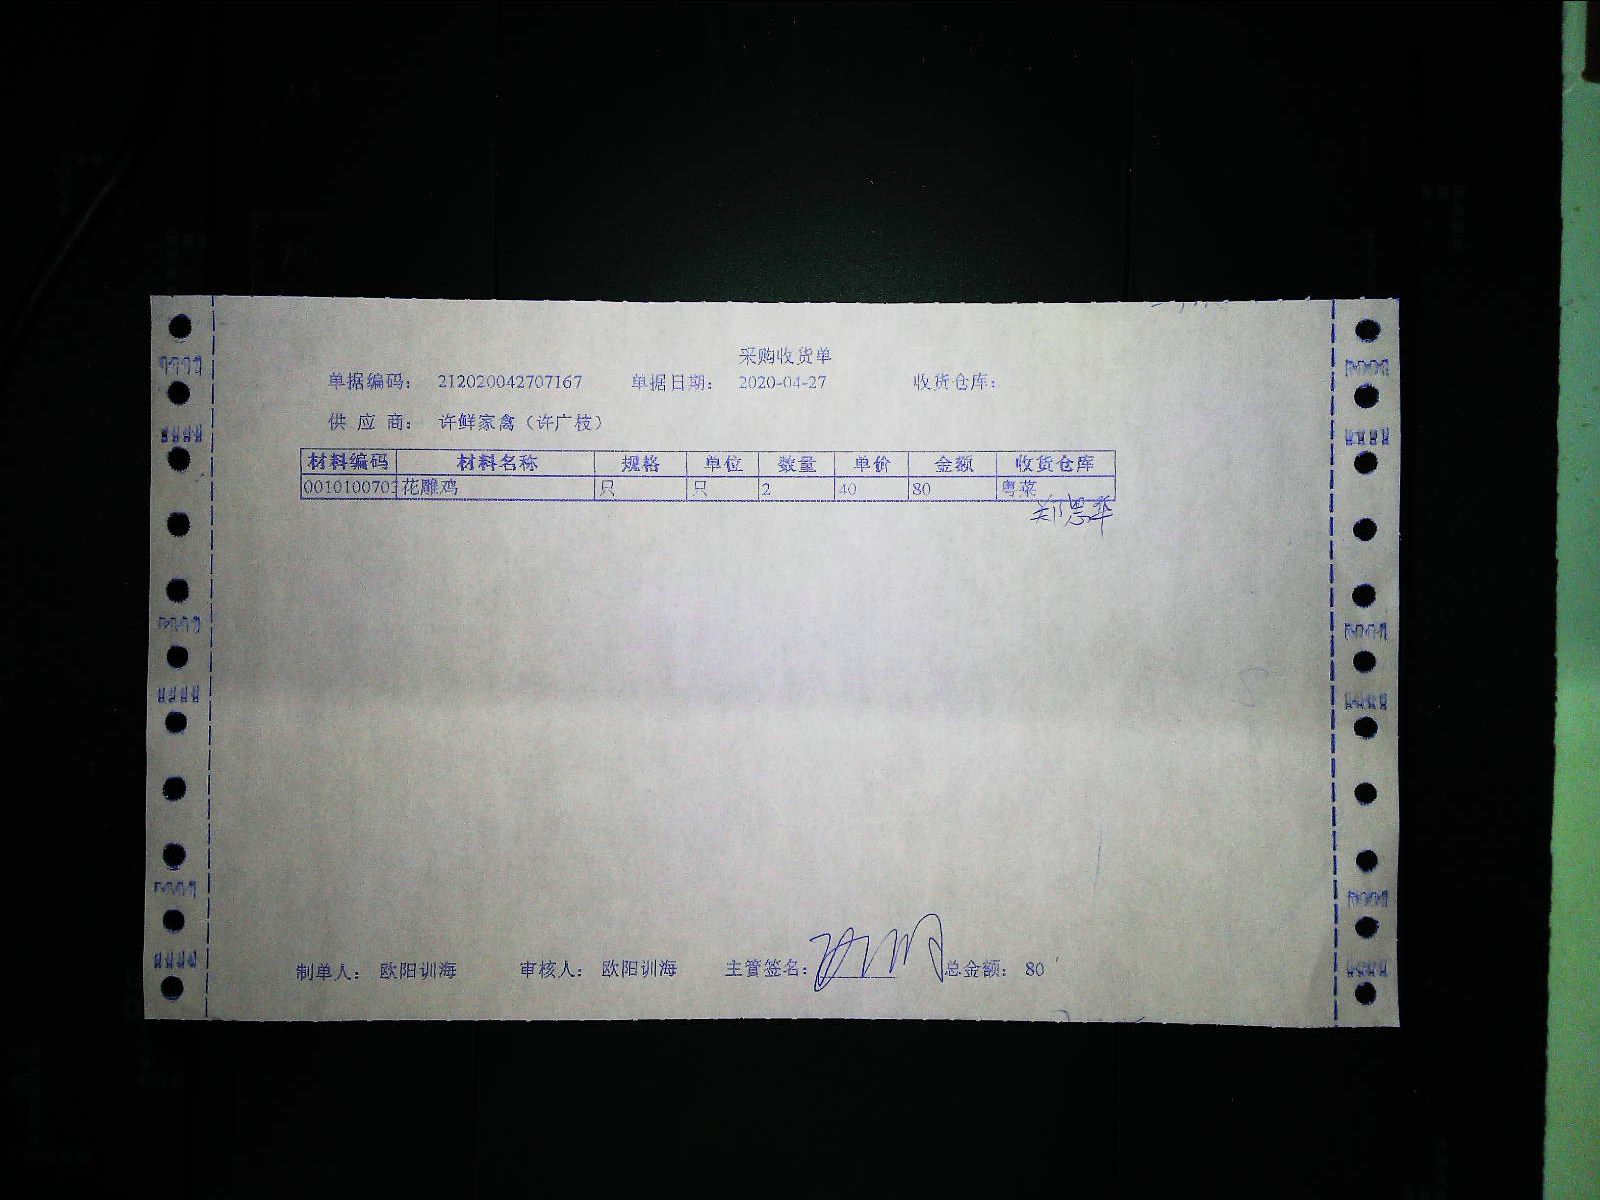 采购收货单
单据编码： 212020042707167 单据日期： 2020-04-27 收货仓库：
供 应 商： 许鲜家禽（许广枝）
材料编码 材料名称 规格 单位 数量 单价 金额 收货仓库
0010100703 花雕鸡 只 只 2 40 80 粤菜
制单人： 欧阳训海 审核人： 欧阳训海 主管签名： 总金额： 80